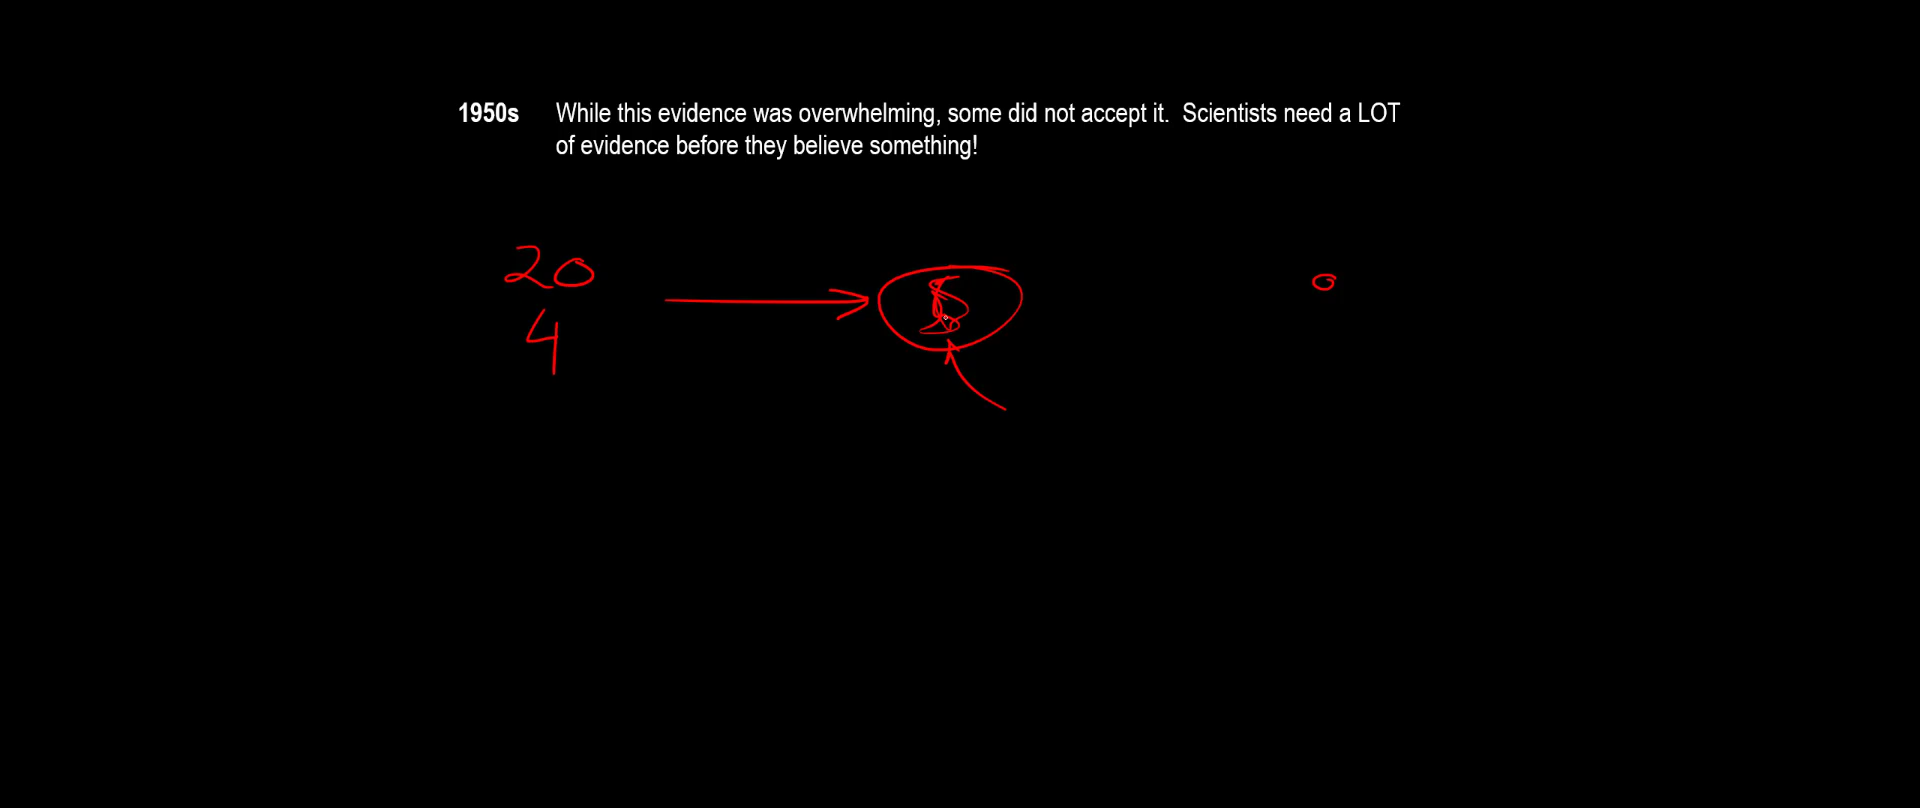 1950s While this evidence was overwhelming, some did not accept it. Scientists need a LOT
of evidence before they believe something!
20
4